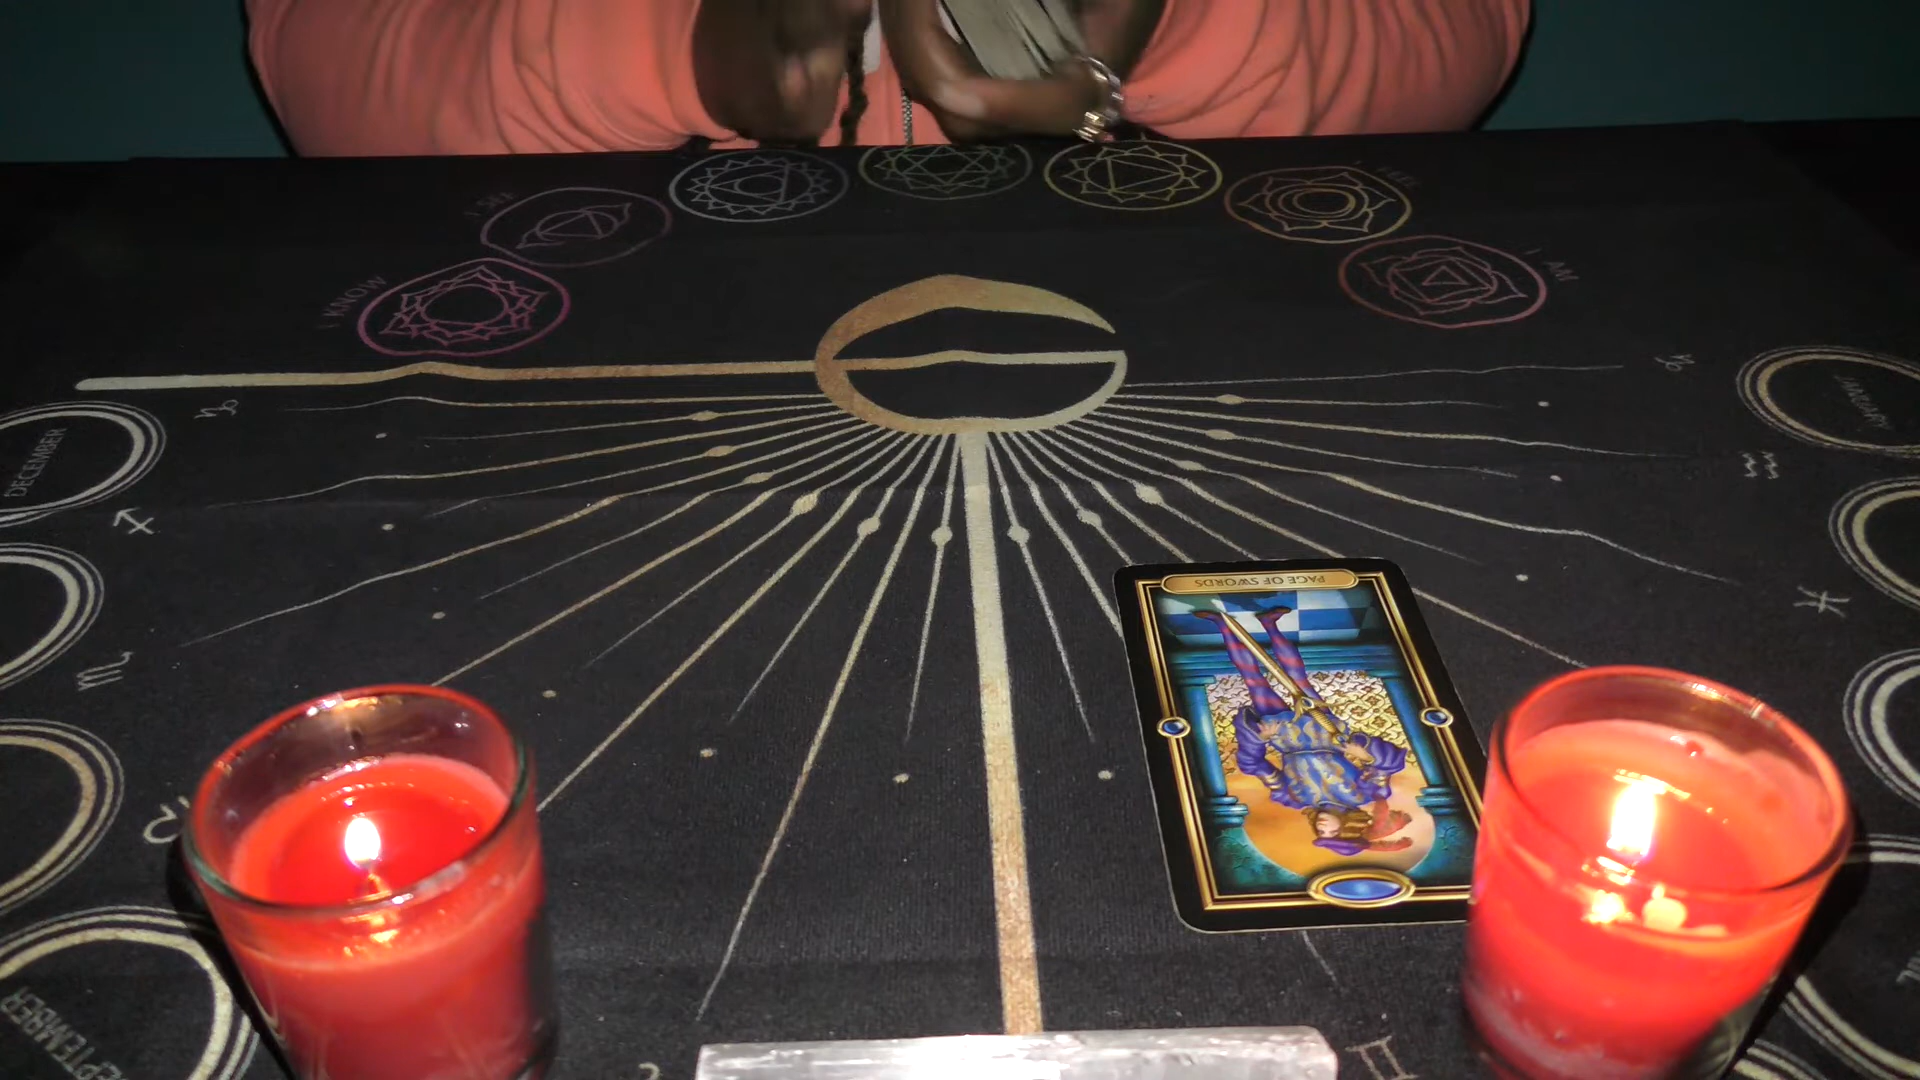 I SEE
I KNOW
I AM
JANUARY
DECEMBER
PAGE OF SWORDS
SEPTEMBER